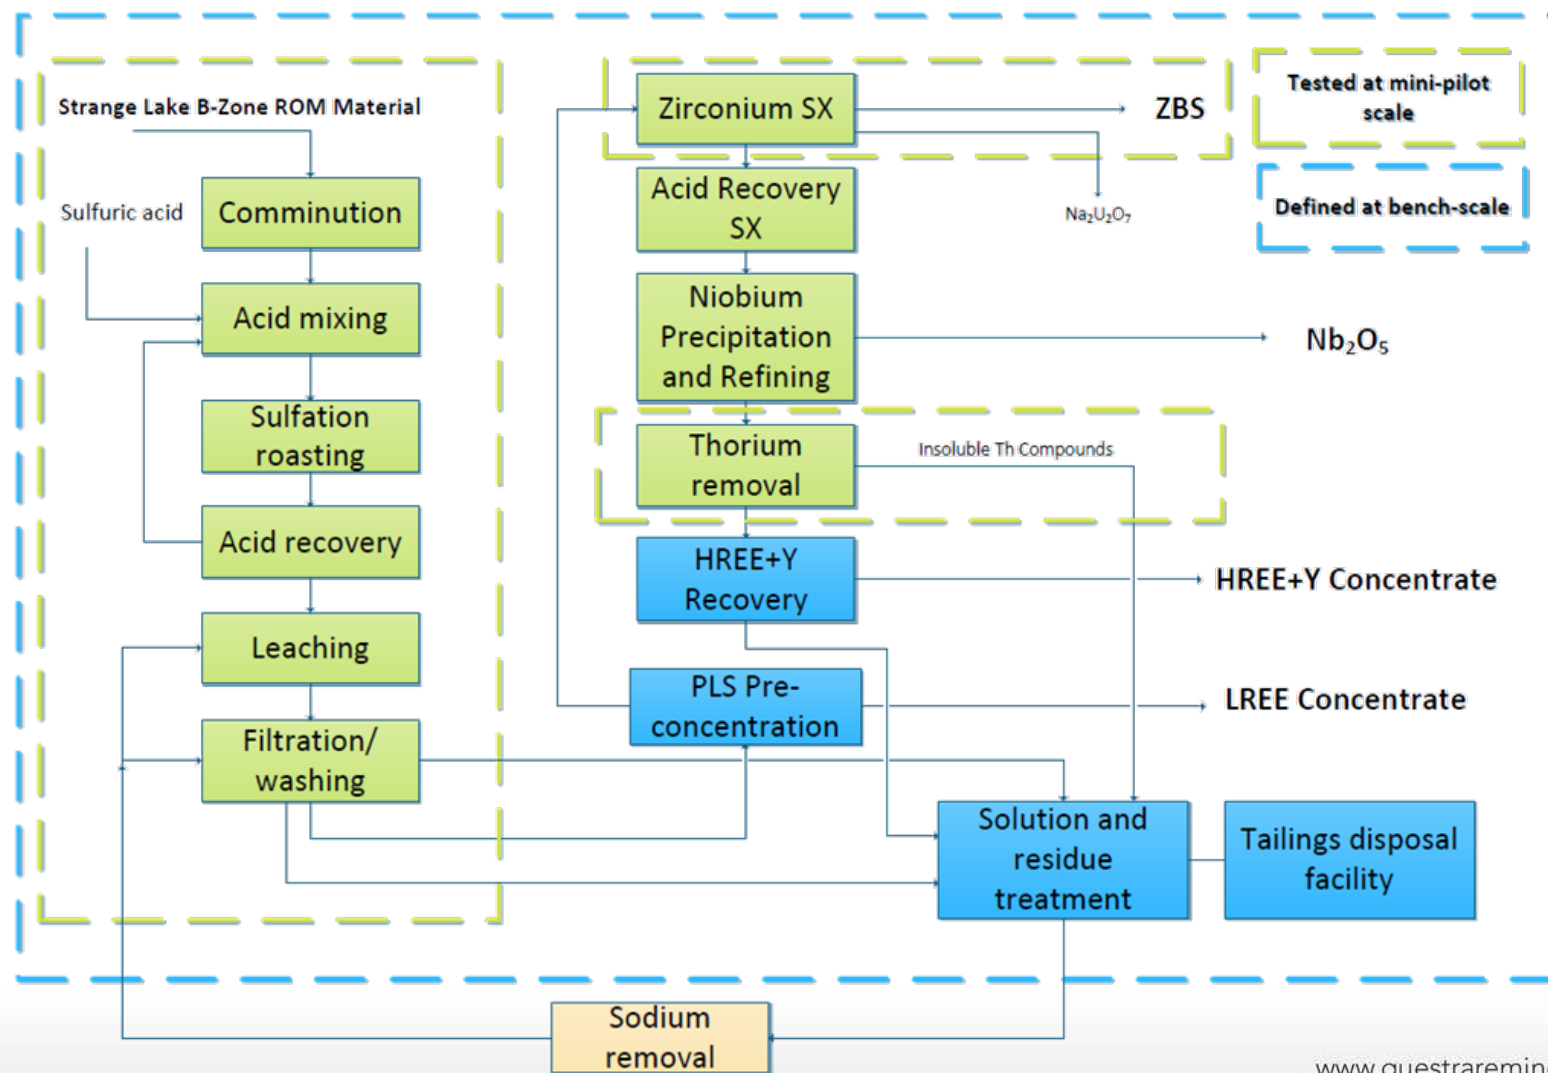 Strange Lake B-Zone ROM Material
Sulfuric acid
Comminution
Acid mixing
Sulfation
roasting
Acid recovery
Leaching
Filtration/
washing
Zirconium SX
ZBS
Na₂U₂O₇
Acid Recovery
SX
Niobium
Precipitation
and Refining
Nb₂O₅
Thorium
removal
Insoluble Th Compounds
HREE+Y
Recovery
HREE+Y Concentrate
PLS Pre-
concentration
LREE Concentrate
Solution and
residue
treatment
Tailings disposal
facility
Sodium
removal
Tested at mini-pilot
scale
Defined at bench-scale